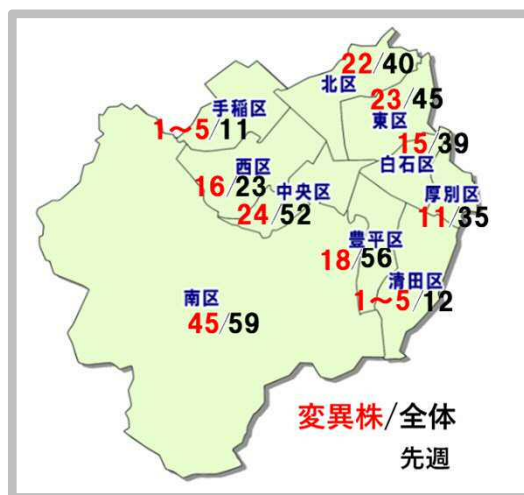 22/40
北区
23/45
東区
手稲区
1～5/11
15/39
白石区
西区
16/23
中央区
24/52
厚別区
11/35
豊平区
18/56
清田区
1～5/12
南区
45/59
変異株/全体
先週